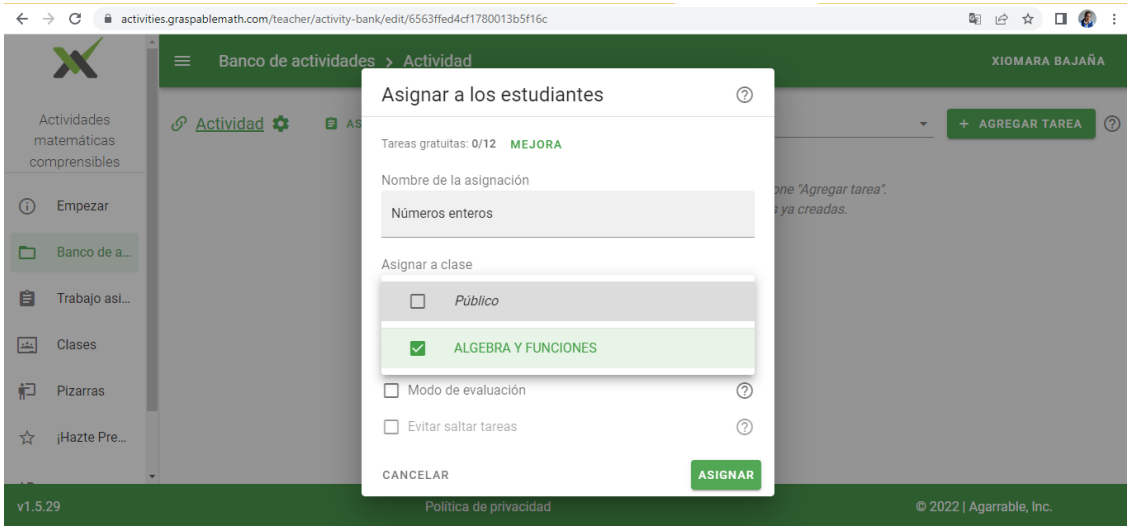 activities.graspablemath.com/teacher/activity-bank/edit/6563ffed4cf1780013b5f16c
Banco de actividades > Actividad
XIOMARA BAJAÑA
Actividades
matemáticas
comprensibles
Empezar
Banco de a...
Trabajo asi...
Clases
Pizarras
¡Hazte Pre...
Actividad
AS
+ AGREGAR TAREA
one "Agregar tarea".
ya creadas.
Asignar a los estudiantes
Tareas gratuitas: 0/12 MEJORA
Nombre de la asignación
Números enteros
Asignar a clase
Público
ALGEBRA Y FUNCIONES
Modo de evaluación
Evitar saltar tareas
CANCELAR
ASIGNAR
v1.5.29
Política de privacidad
© 2022 | Agarrable, Inc.